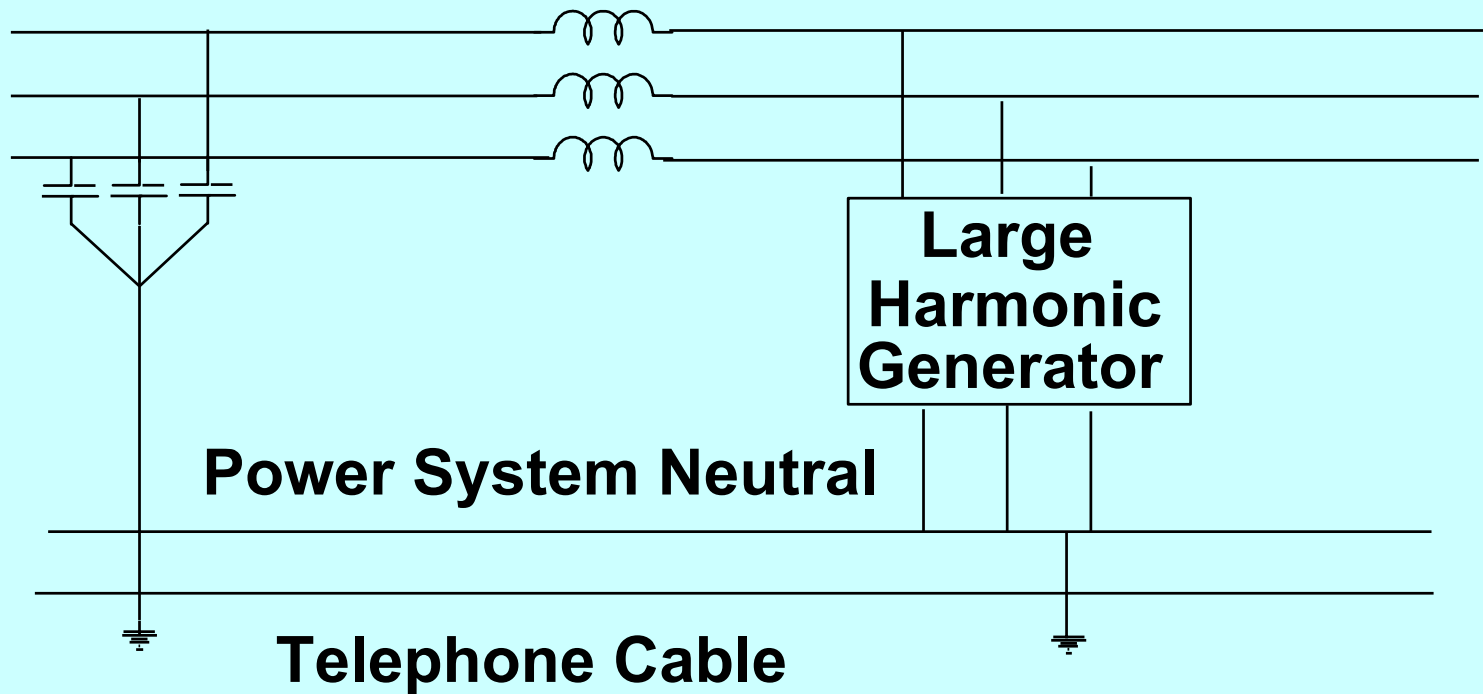 Large
Harmonic
Generator
Power System Neutral
Telephone Cable